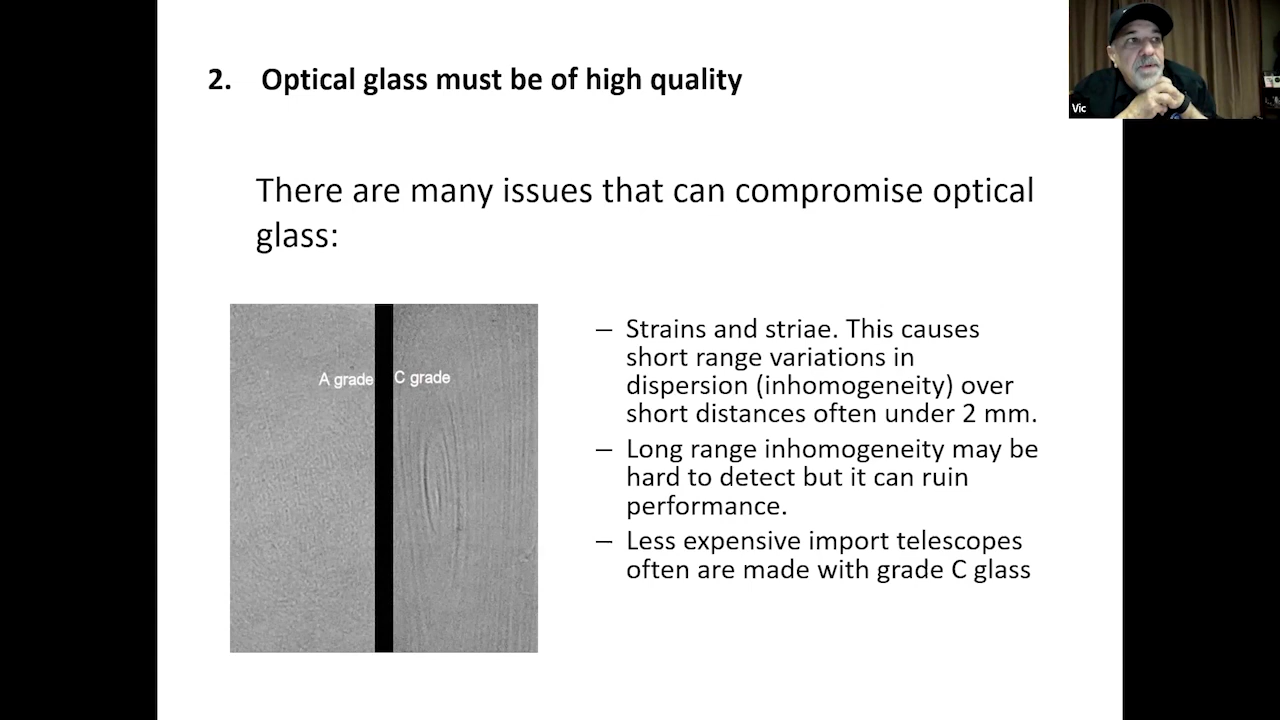 2. Optical glass must be of high quality
Vic
There are many issues that can compromise optical
glass:
A grade
C grade
– Strains and striae. This causes
short range variations in
dispersion (inhomogeneity) over
short distances often under 2 mm.
– Long range inhomogeneity may be
hard to detect but it can ruin
performance.
– Less expensive import telescopes
often are made with grade C glass